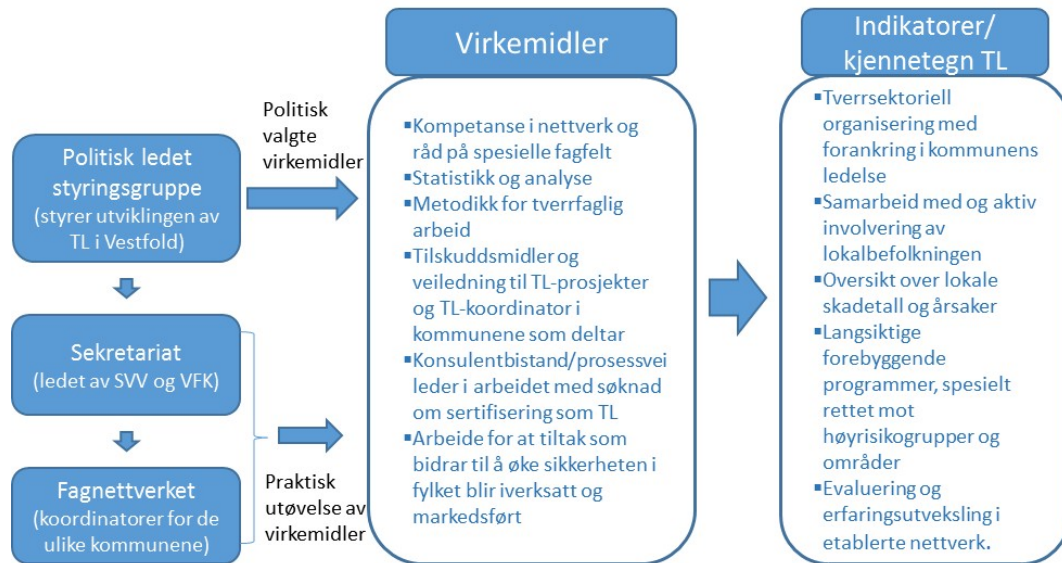 Politisk ledet
styringsgruppe
(styrer utviklingen av
TL i Vestfold)
Sekretariat
(ledet av SVV og VFK)
Fagnettverket
(koordinatorer for de
ulike kommunene)
Politisk
valgte
virkemidler
Praktisk
utøvelse av
virkemidler
Virkemidler
▪Kompetanse i nettverk og
råd på spesielle fagfelt
▪Statistikk og analyse
▪Metodikk for tverrfaglig
arbeid
▪Tilskuddsmidler og
veiledning til TL-prosjekter
og TL-koordinator i
kommunene som deltar
▪Konsulentbistand/prosessvei
leder i arbeidet med søknad
om sertifisering som TL
▪Arbeide for at tiltak som
bidrar til å øke sikkerheten i
fylket blir iverksatt og
markedsført
Indikatorer/
kjennetegn TL
▪Tverrsektoriell
organisering med
forankring i kommunens
ledelse
▪Samarbeid med og aktiv
involvering av
lokalbefolkningen
▪Oversikt over lokale
skadetall og årsaker
▪Langsiktige
forebyggende
programmer, spesielt
rettet mot
høyrisikogrupper og
områder
▪Evaluering og
erfaringsutveksling i
etablerte nettverk.